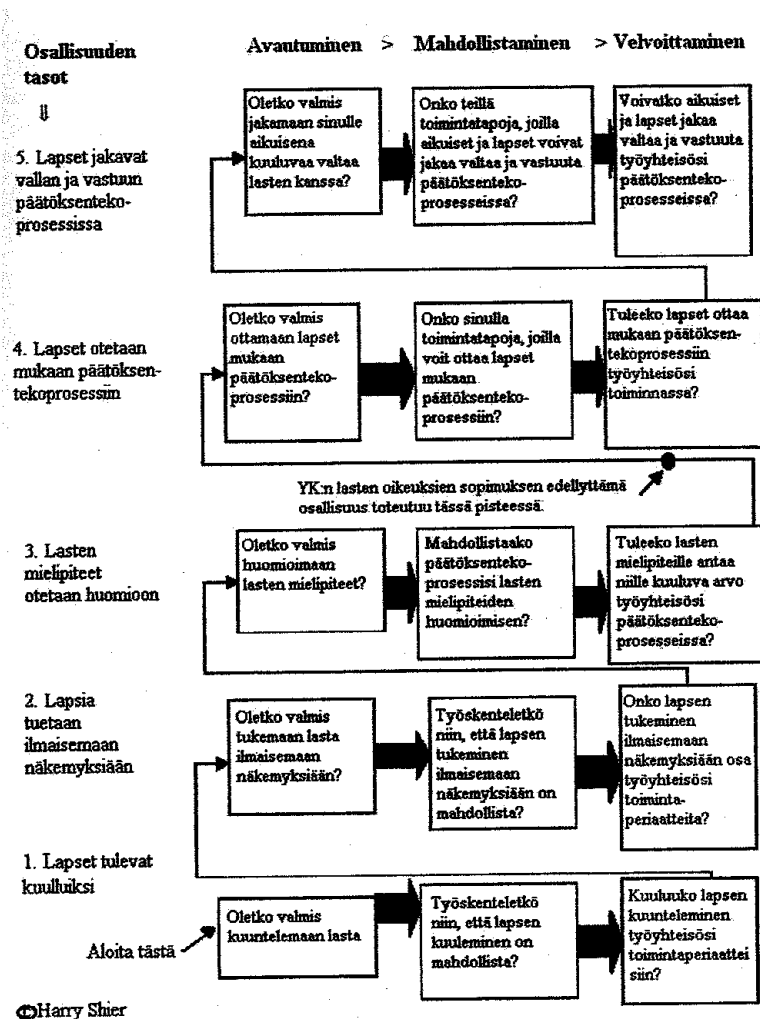 Osallisuuden
tasot
⇓
Avautuminen > Mahdollistaminen > Velvoittaminen
5. Lapset jakavat
vallan ja vastuun
päätöksenteko-
prosessissa
Oletko valmis
jakamaan sinulle
aikuisena
kuuluvaa valtaa
lasten kanssa?
Onko teillä
toimintatapoja, joilla
aikuiset ja lapset voivat
jakaa valtaa ja vastuuta
päätöksenteko-
prosesseissa?
Voivatko aikuiset
ja lapset jakaa
valtaa ja vastuuta
työyhteisösi
päätöksenteko-
prosesseissa?
4. Lapset otetaan
mukaan päätöksen-
tekoprosessiin
Oletko valmis
ottamaan lapset
mukaan
päätöksenteko-
prosessiin?
Onko sinulla
toimintatapoja, joilla
voit ottaa lapset
mukaan
päätöksenteko-
prosessiin?
Tuleeko lapset ottaa
mukaan päätöksen-
tekoprosessiin
työyhteisösi
toiminnassa?
YK:n lasten oikeuksien sopimuksen edellyttämä
osallisuus toteutuu tässä pisteessä.
3. Lasten
mielipiteet
otetaan huomioon
Oletko valmis
huomioimaan
lasten mielipiteet?
Mahdollistaako
päätöksenteko-
prosessisi lasten
mielipiteiden
huomioimisen?
Tuleeko lasten
mielipiteille antaa
niille kuuluva arvo
työyhteisösi
päätöksenteko-
prosesseissa?
2. Lapsia
tuetaan
ilmaisemaan
näkemyksiään
Oletko valmis
tukemaan lasta
ilmaisemaan
näkemyksiään?
Työskenteletkö
niin, että lapsen
tukeminen
ilmaisemaan
näkemyksiään on
mahdollista?
Onko lapsen
tukeminen
ilmaisemaan
näkemyksiään osa
työyhteisösi
toiminta-
periaatteita?
1. Lapset tulevat
kuulluiksi
Aloita tästä
Oletko valmis
kuuntelemaan lasta
Työskenteletkö
niin, että lapsen
kuuleminen on
mahdollista?
Kuuluuko lapsen
kuunteleminen
työyhteisösi
toimintaperiaattei
siin?
©Harry Shier